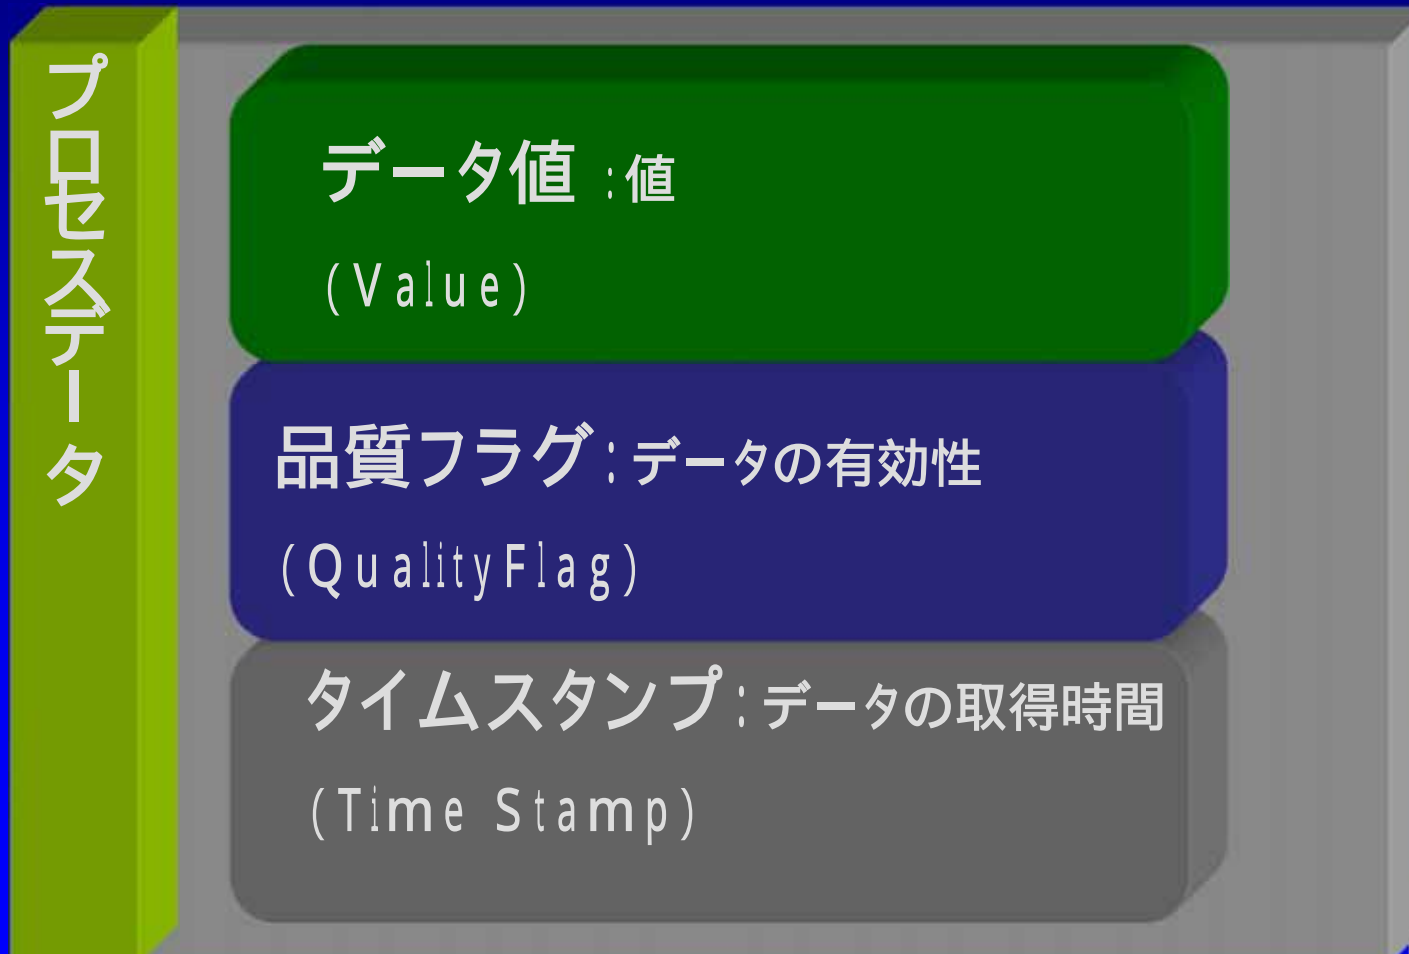 プロセスデータ
データ値 : 値
(Value)
品質フラグ : データの有効性
(QualityFlag)
タイムスタンプ : データの取得時間
(Time Stamp)